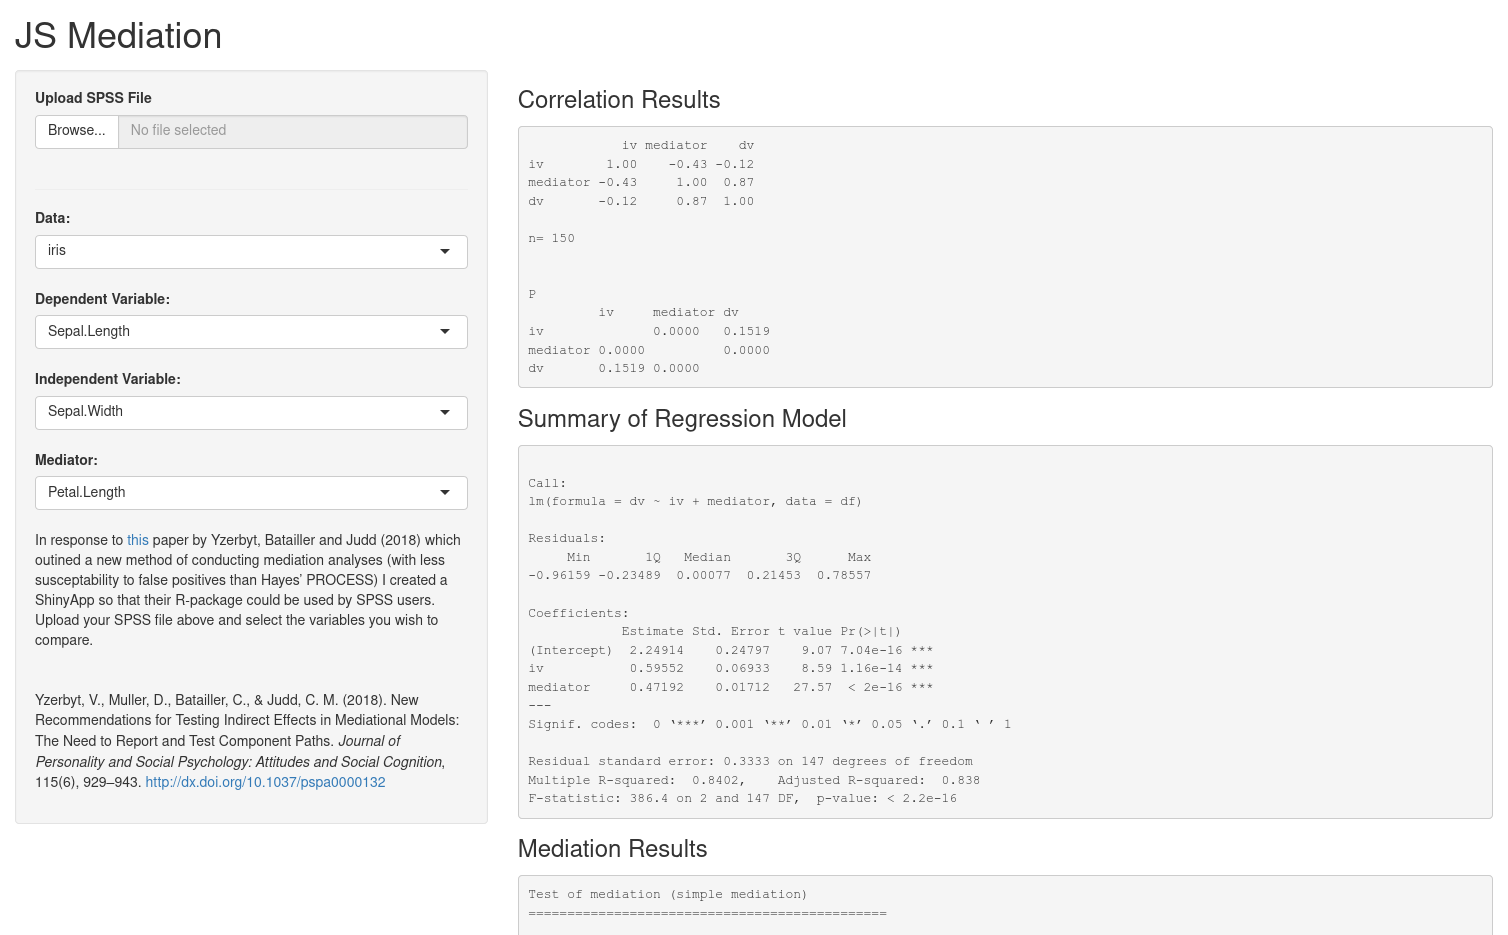 JS Mediation
Upload SPSS File
Browse... No file selected
Data:
iris
Dependent Variable:
Sepal.Length
Independent Variable:
Sepal.Width
Mediator:
Petal.Length
In response to this paper by Yzerbyt, Batailler and Judd (2018) which
outined a new method of conducting mediation analyses (with less
susceptability to false positives than Hayes’ PROCESS) I created a
ShinyApp so that their R-package could be used by SPSS users.
Upload your SPSS file above and select the variables you wish to
compare.
Yzerbyt, V., Muller, D., Batailler, C., & Judd, C. M. (2018). New
Recommendations for Testing Indirect Effects in Mediational Models:
The Need to Report and Test Component Paths. Journal of
Personality and Social Psychology: Attitudes and Social Cognition,
115(6), 929–943. http://dx.doi.org/10.1037/pspa0000132
Correlation Results
            iv mediator    dv
iv        1.00    -0.43 -0.12
mediator -0.43     1.00  0.87
dv       -0.12     0.87  1.00
n= 150
P
         iv     mediator dv
iv              0.0000   0.1519
mediator 0.0000          0.0000
dv       0.1519 0.0000
Summary of Regression Model
Call:
lm(formula = dv ~ iv + mediator, data = df)
Residuals:
     Min       1Q   Median       3Q      Max
-0.96159 -0.23489  0.00077  0.21453  0.78557
Coefficients:
            Estimate Std. Error t value Pr(>|t|)
(Intercept)  2.24914    0.24797    9.07 7.04e-16 ***
iv           0.59552    0.06933    8.59 1.16e-14 ***
mediator     0.47192    0.01712   27.57  < 2e-16 ***
---
Signif. codes:  0 ‘***’ 0.001 ‘**’ 0.01 ‘*’ 0.05 ‘.’ 0.1 ‘ ’ 1
Residual standard error: 0.3333 on 147 degrees of freedom
Multiple R-squared:  0.8402,    Adjusted R-squared:  0.838
F-statistic: 386.4 on 2 and 147 DF,  p-value: < 2.2e-16
Mediation Results
Test of mediation (simple mediation)
==============================================